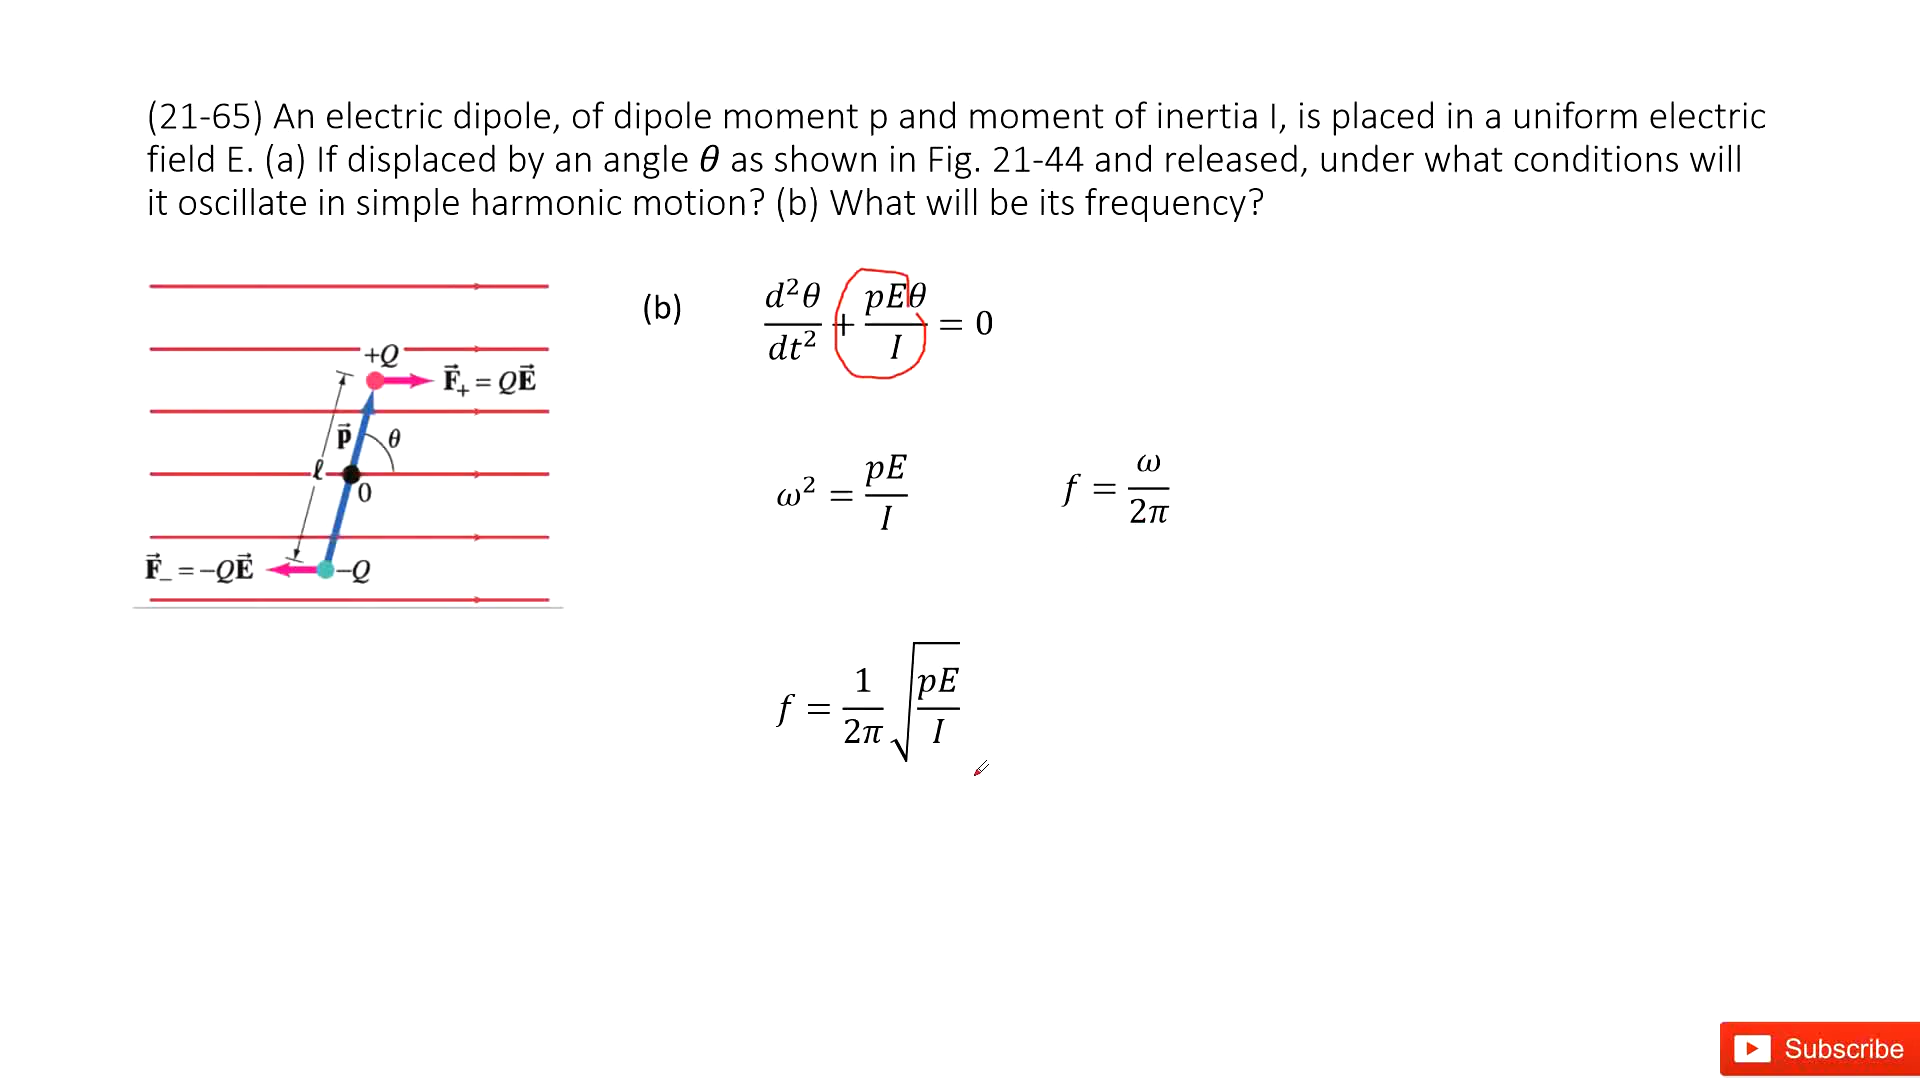 (21-65) An electric dipole, of dipole moment p and moment of inertia I, is placed in a uniform electric
field E. (a) If displaced by an angle θ as shown in Fig. 21-44 and released, under what conditions will
it oscillate in simple harmonic motion? (b) What will be its frequency?
+Q
F⃗₊ = QE⃗
p⃗
θ
ℓ
0
F⃗₋ = −QE⃗
−Q
(b)
d²θ/dt² + pEθ/I = 0
ω² = pE/I
f = ω/2π
f = 1/2π √(pE/I)
Subscribe